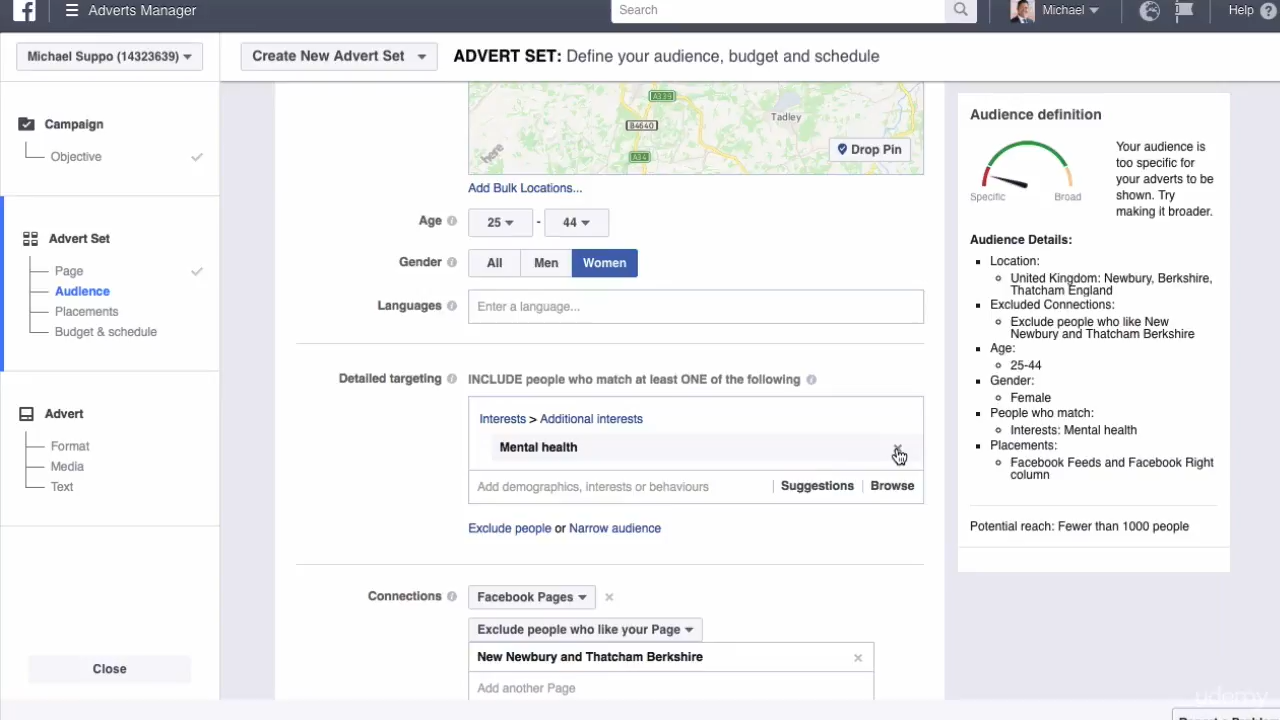 f Adverts Manager
Search
Michael
Help ?
Michael Suppo (14323639)
Create New Advert Set
ADVERT SET: Define your audience, budget and schedule
Campaign
Objective
Advert Set
Page
Audience
Placements
Budget & schedule
Advert
Format
Media
Text
Close
A339
B4640
Tadley
A34
here
Drop Pin
Add Bulk Locations...
Age i 25 - 44
Gender i All Men Women
Languages i Enter a language...
Detailed targeting i INCLUDE people who match at least ONE of the following i
Interests > Additional interests
Mental health
Add demographics, interests or behaviours | Suggestions | Browse
Exclude people or Narrow audience
Connections i Facebook Pages
Exclude people who like your Page
New Newbury and Thatcham Berkshire
Add another Page
Audience definition
Specific
Broad
Your audience is
too specific for
your adverts to be
shown. Try
making it broader.
Audience Details:
Location:
United Kingdom: Newbury, Berkshire,
Thatcham England
Excluded Connections:
Exclude people who like New
Newbury and Thatcham Berkshire
Age:
25-44
Gender:
Female
People who match:
Interests: Mental health
Placements:
Facebook Feeds and Facebook Right
column
Potential reach: Fewer than 1000 people
udemy